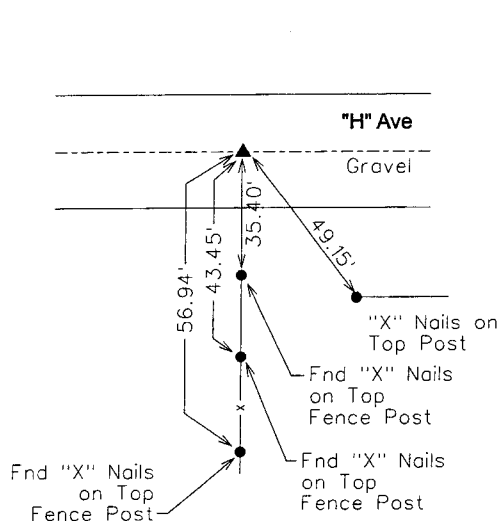 "H" Ave
Gravel
56.94'
43.45'
35.40'
49.15'
"X" Nails on
Top Post
Fnd "X" Nails
on Top
Fence Post
x
Fnd "X" Nails
on Top
Fence Post
Fnd "X" Nails
on Top
Fence Post